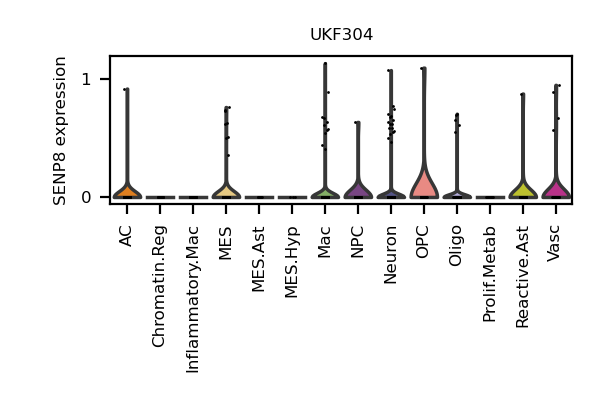 UKF304
SENP8 expression
1
0
AC
Chromatin.Reg
Inflammatory.Mac
MES
MES.Ast
MES.Hyp
Mac
NPC
Neuron
OPC
Oligo
Prolif.Metab
Reactive.Ast
Vasc